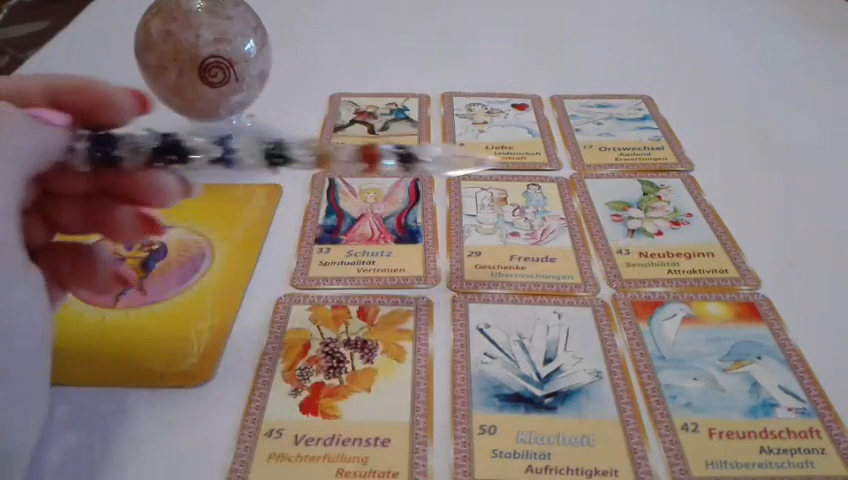 Liebe
17 Ortswechsel
Ausland
Erwartungen
33 Schutz
Spiritualität
Vertrauen
29 Freude
Geschenke
Überraschungen
43 Neubeginn
Sensibilität
Attraktivität
45 Verdienste
Pflichterfüllung
Resultate
50 Klarheit
Stabilität
Aufrichtigkeit
42 Freundschaft
Akzeptanz
Hilfsbereitschaft